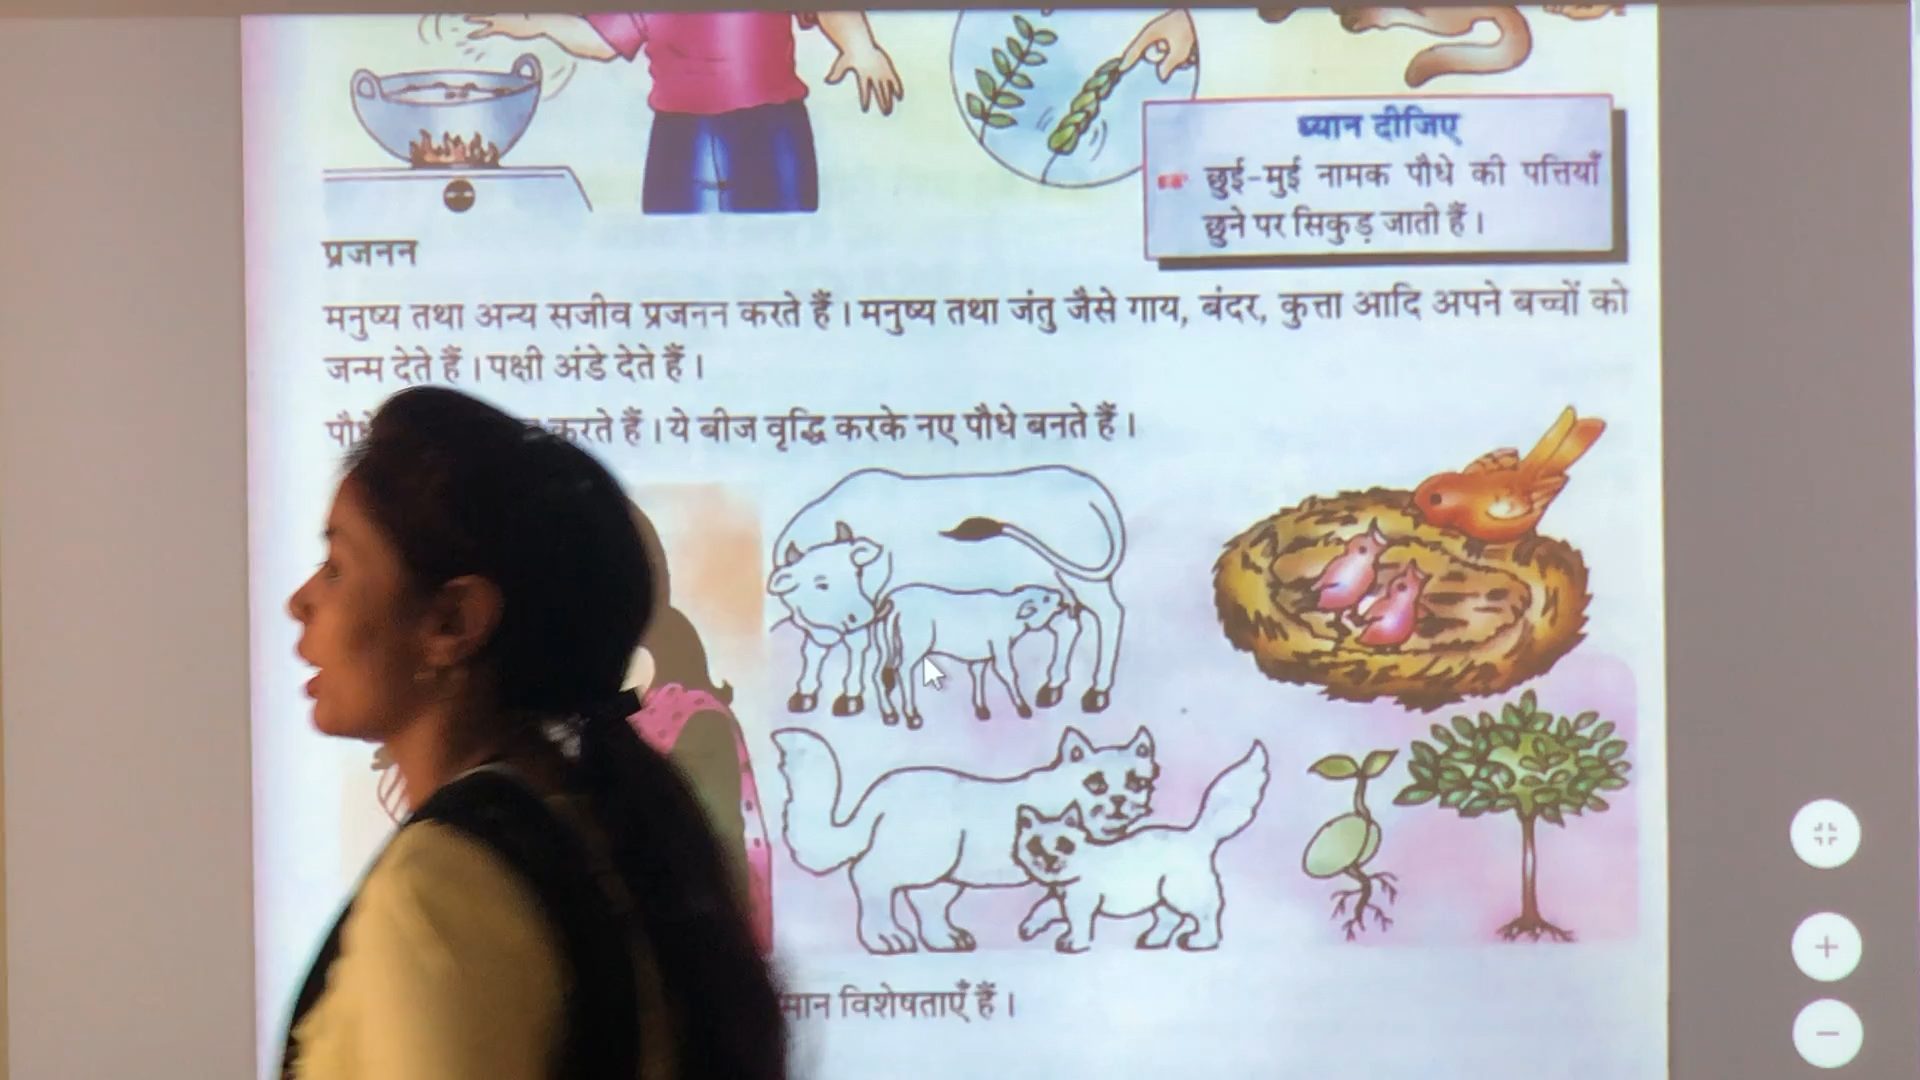 ध्यान दीजिए
छुई-मुई नामक पौधे की पत्तियाँ
छुने पर सिकुड़ जाती हैं।
प्रजनन
मनुष्य तथा अन्य सजीव प्रजनन करते हैं। मनुष्य तथा जंतु जैसे गाय, बंदर, कुत्ता आदि अपने बच्चों को
जन्म देते हैं। पक्षी अंडे देते हैं।
करते हैं। ये बीज वृद्धि करके नए पौधे बनते हैं।
विशेषताएँ हैं।